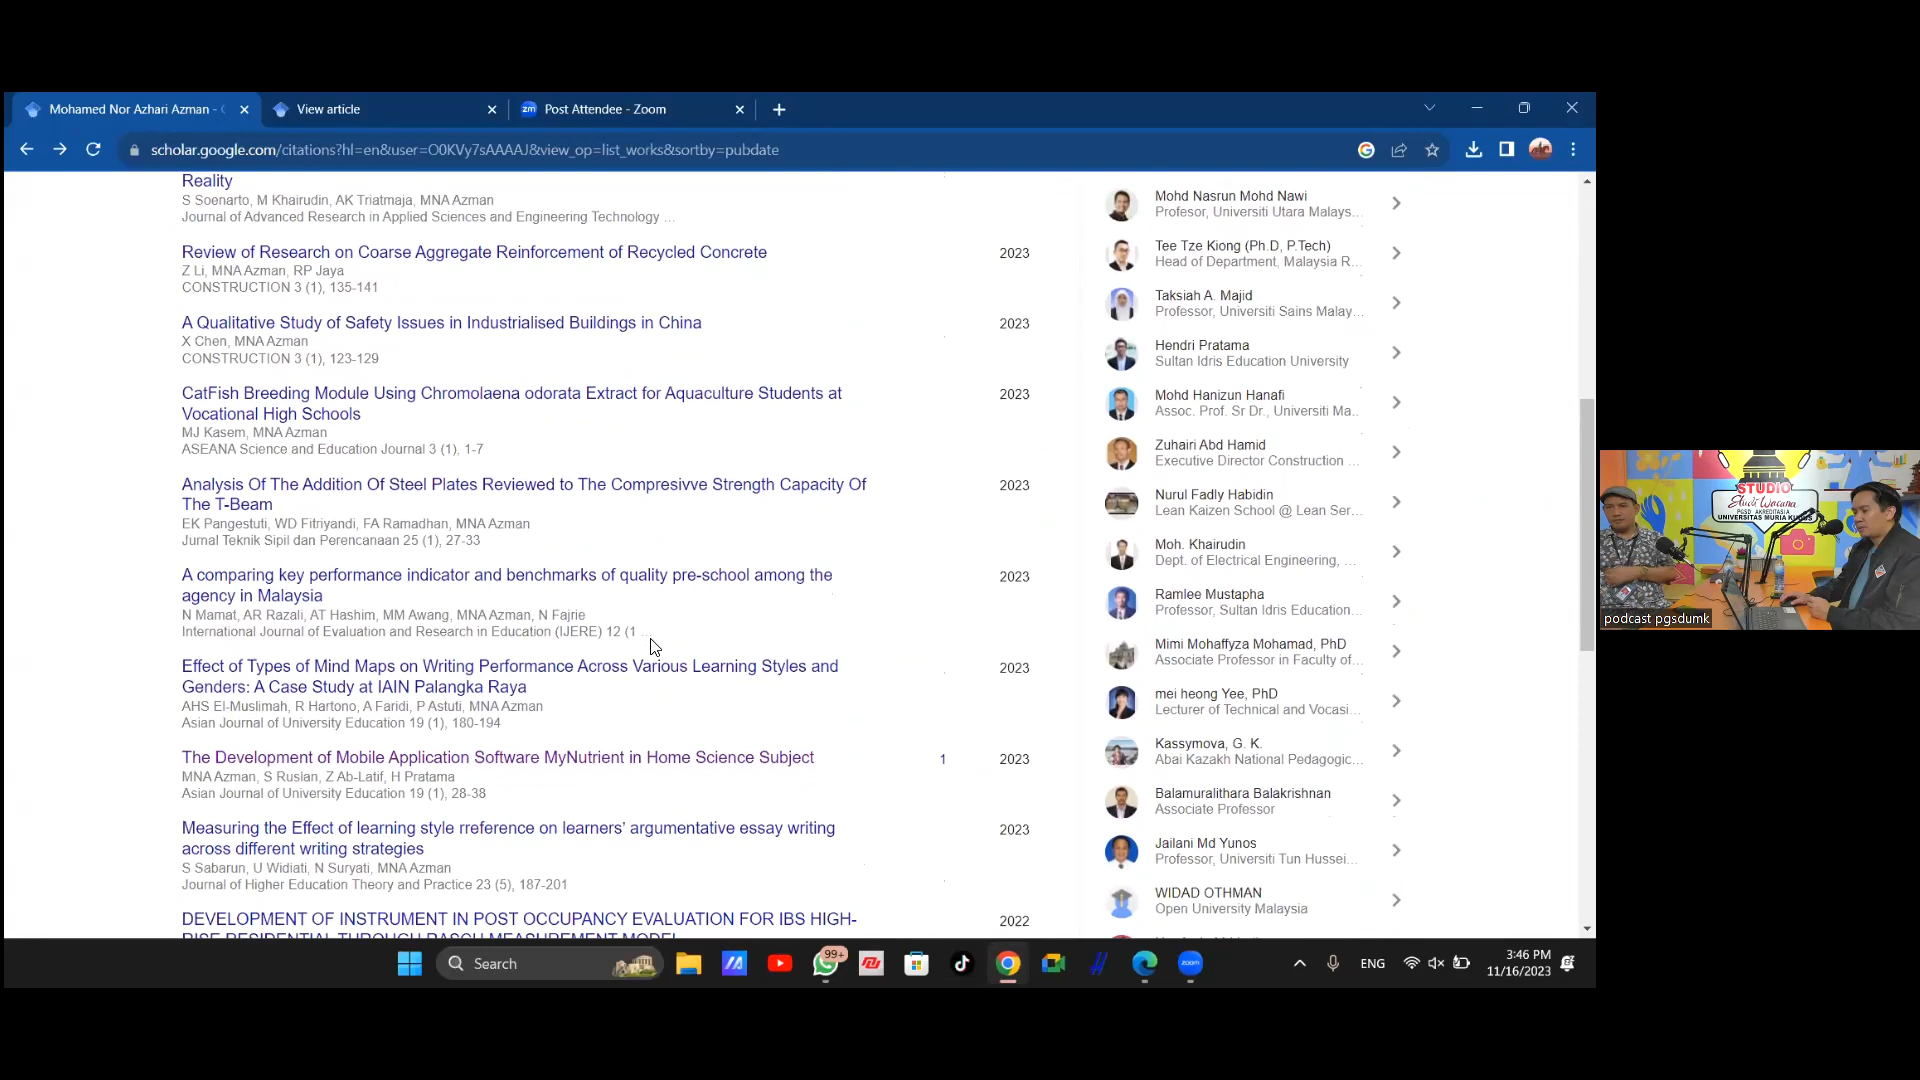 Mohamed Nor Azhari Azman -
View article
Post Attendee - Zoom
scholar.google.com/citations?hl=en&user=O0KVy7sAAAAJ&view_op=list_works&sortby=pubdate
Reality
S Soenarto, M Khairudin, AK Triatmaja, MNA Azman
Journal of Advanced Research in Applied Sciences and Engineering Technology ...
Review of Research on Coarse Aggregate Reinforcement of Recycled Concrete
2023
Z Li, MNA Azman, RP Jaya
CONSTRUCTION 3 (1), 135-141
A Qualitative Study of Safety Issues in Industrialised Buildings in China
2023
X Chen, MNA Azman
CONSTRUCTION 3 (1), 123-129
CatFish Breeding Module Using Chromolaena odorata Extract for Aquaculture Students at
2023
Vocational High Schools
MJ Kasem, MNA Azman
ASEANA Science and Education Journal 3 (1), 1-7
Analysis Of The Addition Of Steel Plates Reviewed to The Compresivve Strength Capacity Of
2023
The T-Beam
EK Pangestuti, WD Fitriyandi, FA Ramadhan, MNA Azman
Jurnal Teknik Sipil dan Perencanaan 25 (1), 27-33
A comparing key performance indicator and benchmarks of quality pre-school among the
2023
agency in Malaysia
N Mamat, AR Razali, AT Hashim, MM Awang, MNA Azman, N Fajrie
International Journal of Evaluation and Research in Education (IJERE) 12 (1 ...
Effect of Types of Mind Maps on Writing Performance Across Various Learning Styles and
2023
Genders: A Case Study at IAIN Palangka Raya
AHS El-Muslimah, R Hartono, A Faridi, P Astuti, MNA Azman
Asian Journal of University Education 19 (1), 180-194
The Development of Mobile Application Software MyNutrient in Home Science Subject
1
2023
MNA Azman, S Ruslan, Z Ab-Latif, H Pratama
Asian Journal of University Education 19 (1), 28-38
Measuring the Effect of learning style rreference on learners' argumentative essay writing
2023
across different writing strategies
S Sabarun, U Widiati, N Suryati, MNA Azman
Journal of Higher Education Theory and Practice 23 (5), 187-201
DEVELOPMENT OF INSTRUMENT IN POST OCCUPANCY EVALUATION FOR IBS HIGH-
2022
RISE RESIDENTIAL THROUGH RASCH MEASUREMENT MODEL
Mohd Nasrun Mohd Nawi
Profesor, Universiti Utara Malays...
Tee Tze Kiong (Ph.D, P.Tech)
Head of Department, Malaysia R...
Taksiah A. Majid
Professor, Universiti Sains Malay...
Hendri Pratama
Sultan Idris Education University
Mohd Hanizun Hanafi
Assoc. Prof. Sr Dr., Universiti Ma...
Zuhairi Abd Hamid
Executive Director Construction ...
Nurul Fadly Habidin
Lean Kaizen School @ Lean Ser...
Moh. Khairudin
Dept. of Electrical Engineering, ...
Ramlee Mustapha
Professor, Sultan Idris Education...
Mimi Mohaffyza Mohamad, PhD
Associate Professor in Faculty of...
mei heong Yee, PhD
Lecturer of Technical and Vocasi...
Kassymova, G. K.
Abai Kazakh National Pedagogic...
Balamuralithara Balakrishnan
Associate Professor
Jailani Md Yunos
Professor, Universiti Tun Hussei...
WIDAD OTHMAN
Open University Malaysia
STUDIO
PGSD AKREDITASI A
UNIVERSITAS MURIA KUDUS
podcast pgsdumk
Search
99+
zoom
ENG
3:46 PM
11/16/2023